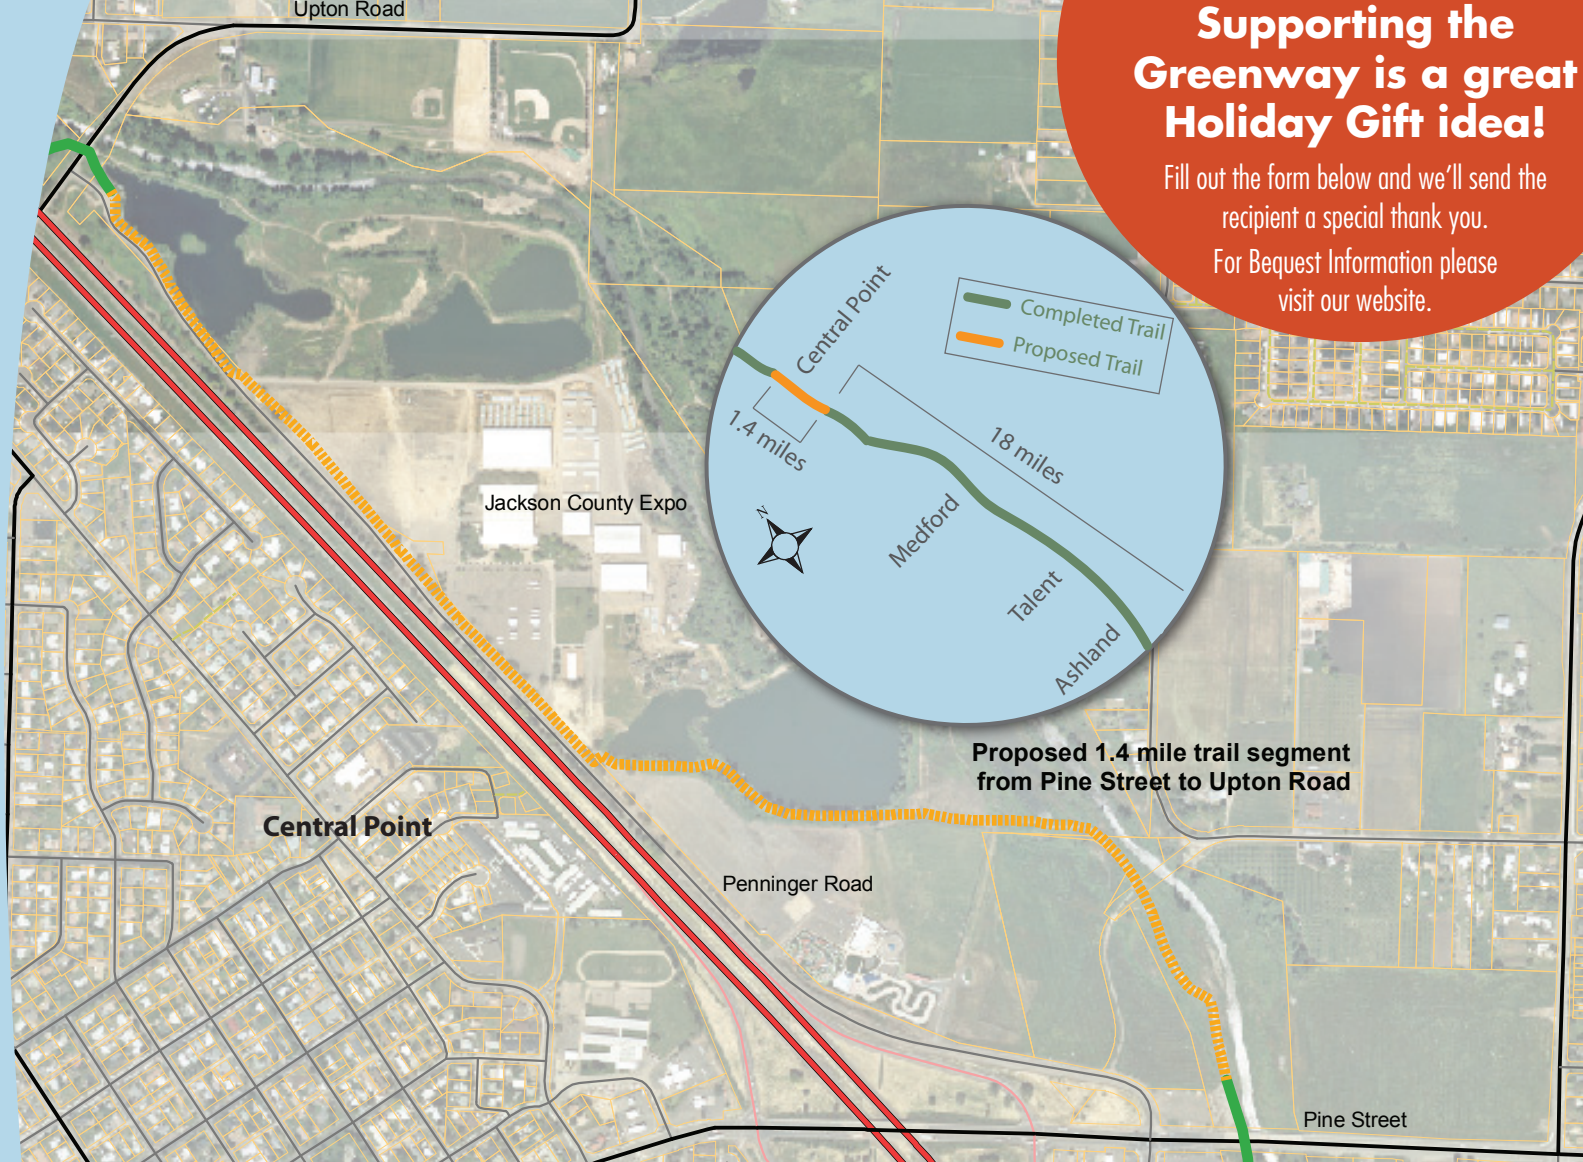 Upton Road
Supporting the
Greenway is a great
Holiday Gift idea!
Fill out the form below and we'll send the
recipient a special thank you.
For Bequest Information please
visit our website.
Central Point
Completed Trail
Proposed Trail
1.4 miles
18 miles
N
Medford
Talent
Ashland
Jackson County Expo
Proposed 1.4 mile trail segment
from Pine Street to Upton Road
Central Point
Penninger Road
Pine Street